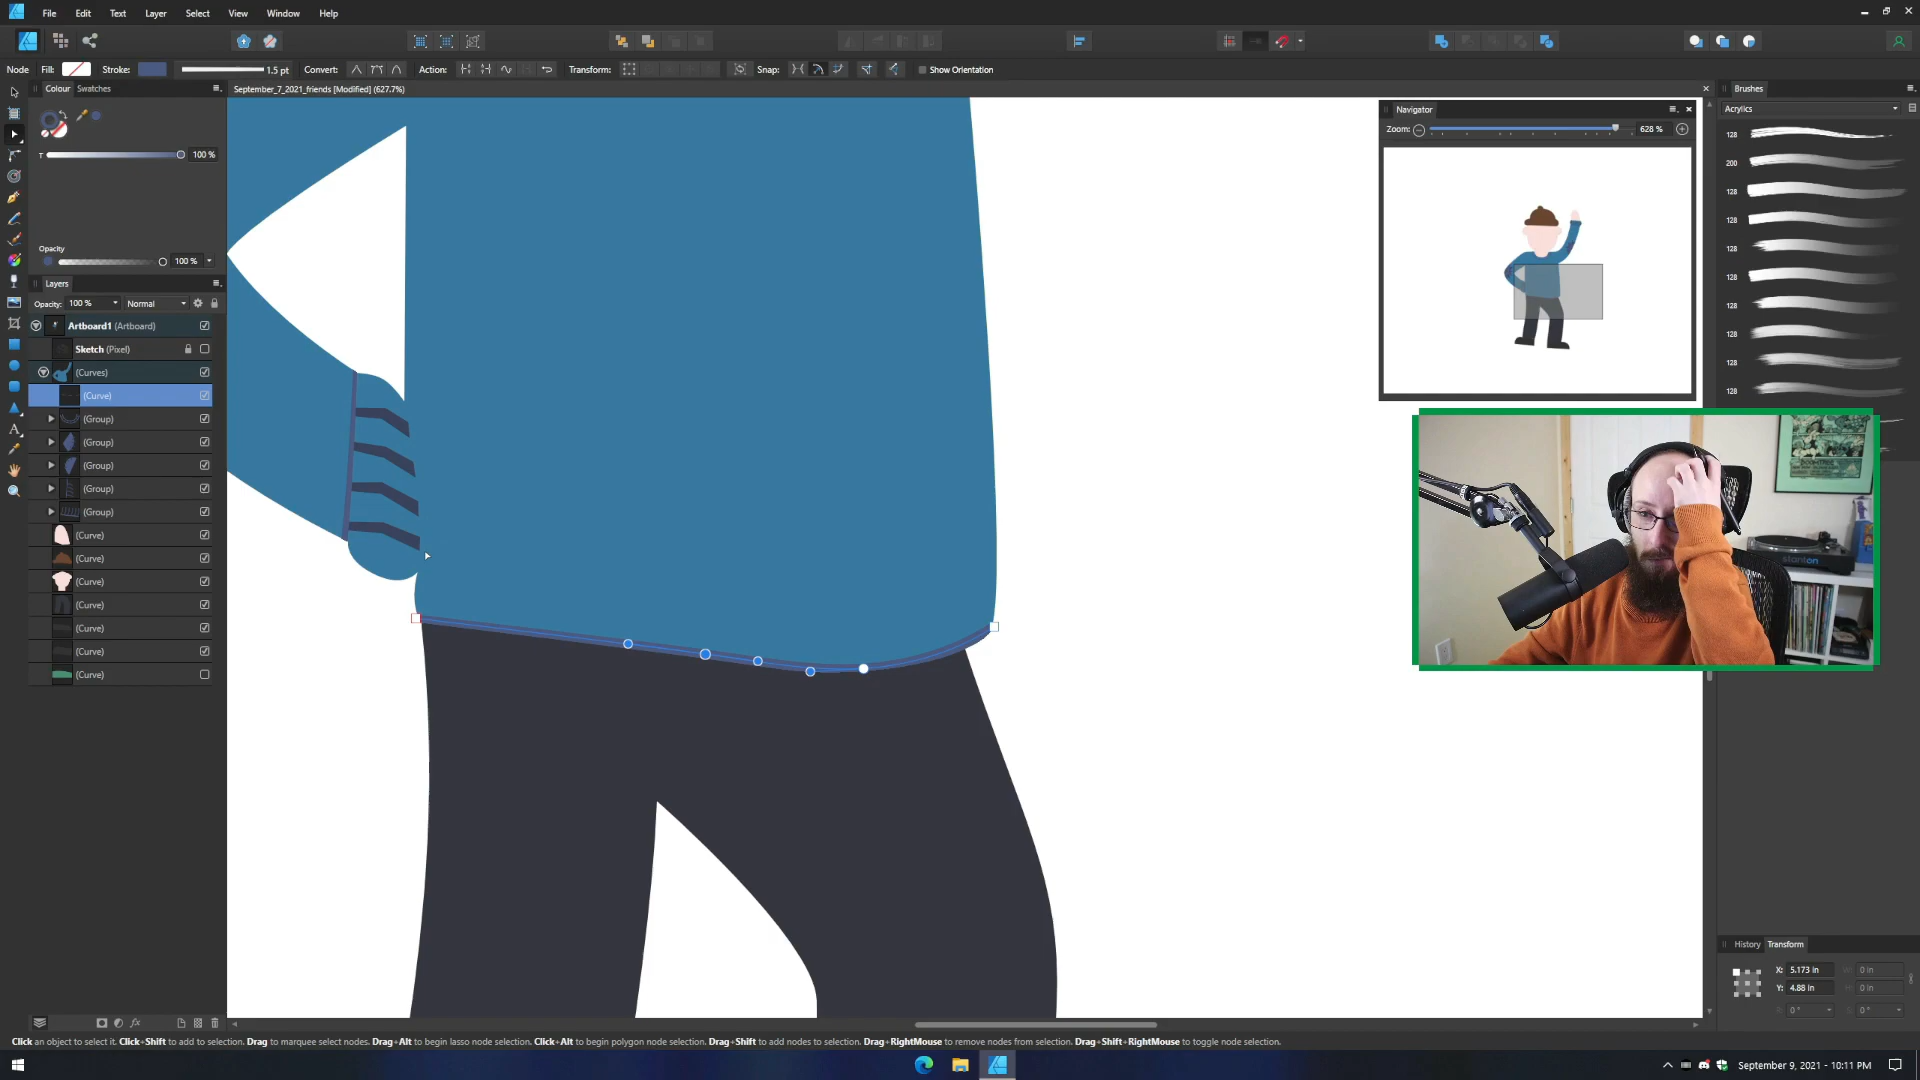 File Edit Text Layer Select View Window Help
Node Fill: Stroke: 1.5 pt Convert: Action: Transform: Snap: Show Orientation
Colour Swatches
September_7_2021_friends [Modified] (627.7%)
T 100 %
Opacity
100 %
Layers
Opacity: 100 % Normal
Artboard1 (Artboard)
Sketch (Pixel)
(Curves)
(Curve)
(Group)
(Group)
(Group)
(Group)
(Group)
(Curve)
(Curve)
(Curve)
(Curve)
(Curve)
(Curve)
(Curve)
Navigator
Zoom: 628 %
Brushes
Acrylics
128
200
128
128
128
128
128
128
128
128
stanton
History Transform
X: 5.173 in 0 in
Y: 4.88 in 0 in
0 ° 0 °
Click an object to select it. Click+Shift to add to selection. Drag to marquee select nodes. Drag+Alt to begin lasso node selection. Click+Alt to begin polygon node selection. Drag+Shift to add nodes to selection. Drag+RightMouse to remove nodes from selection. Drag+Shift+RightMouse to toggle node selection.
September 9, 2021 - 10:11 PM